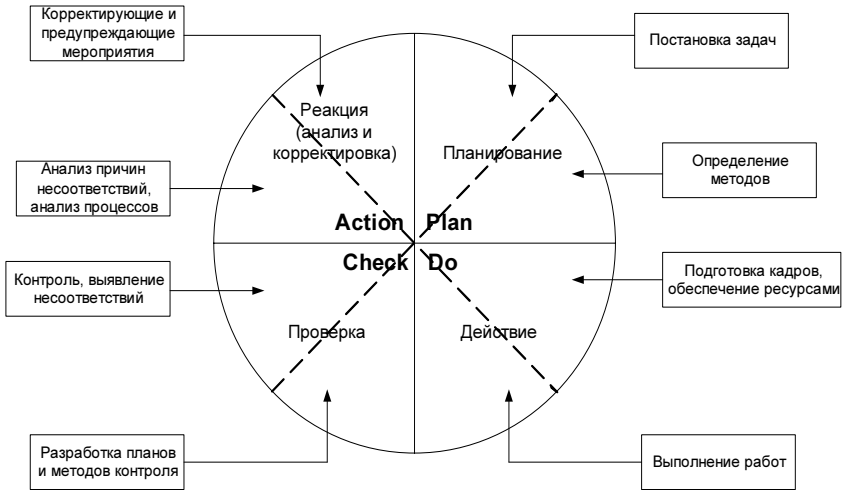 Корректирующие и
предупреждающие
мероприятия
Постановка задач
Реакция
(анализ и
корректировка)
Планирование
Анализ причин
несоответствий,
анализ процессов
Определение
методов
Action
Plan
Check
Do
Контроль, выявление
несоответствий
Подготовка кадров,
обеспечение ресурсами
Проверка
Действие
Разработка планов
и методов контроля
Выполнение работ